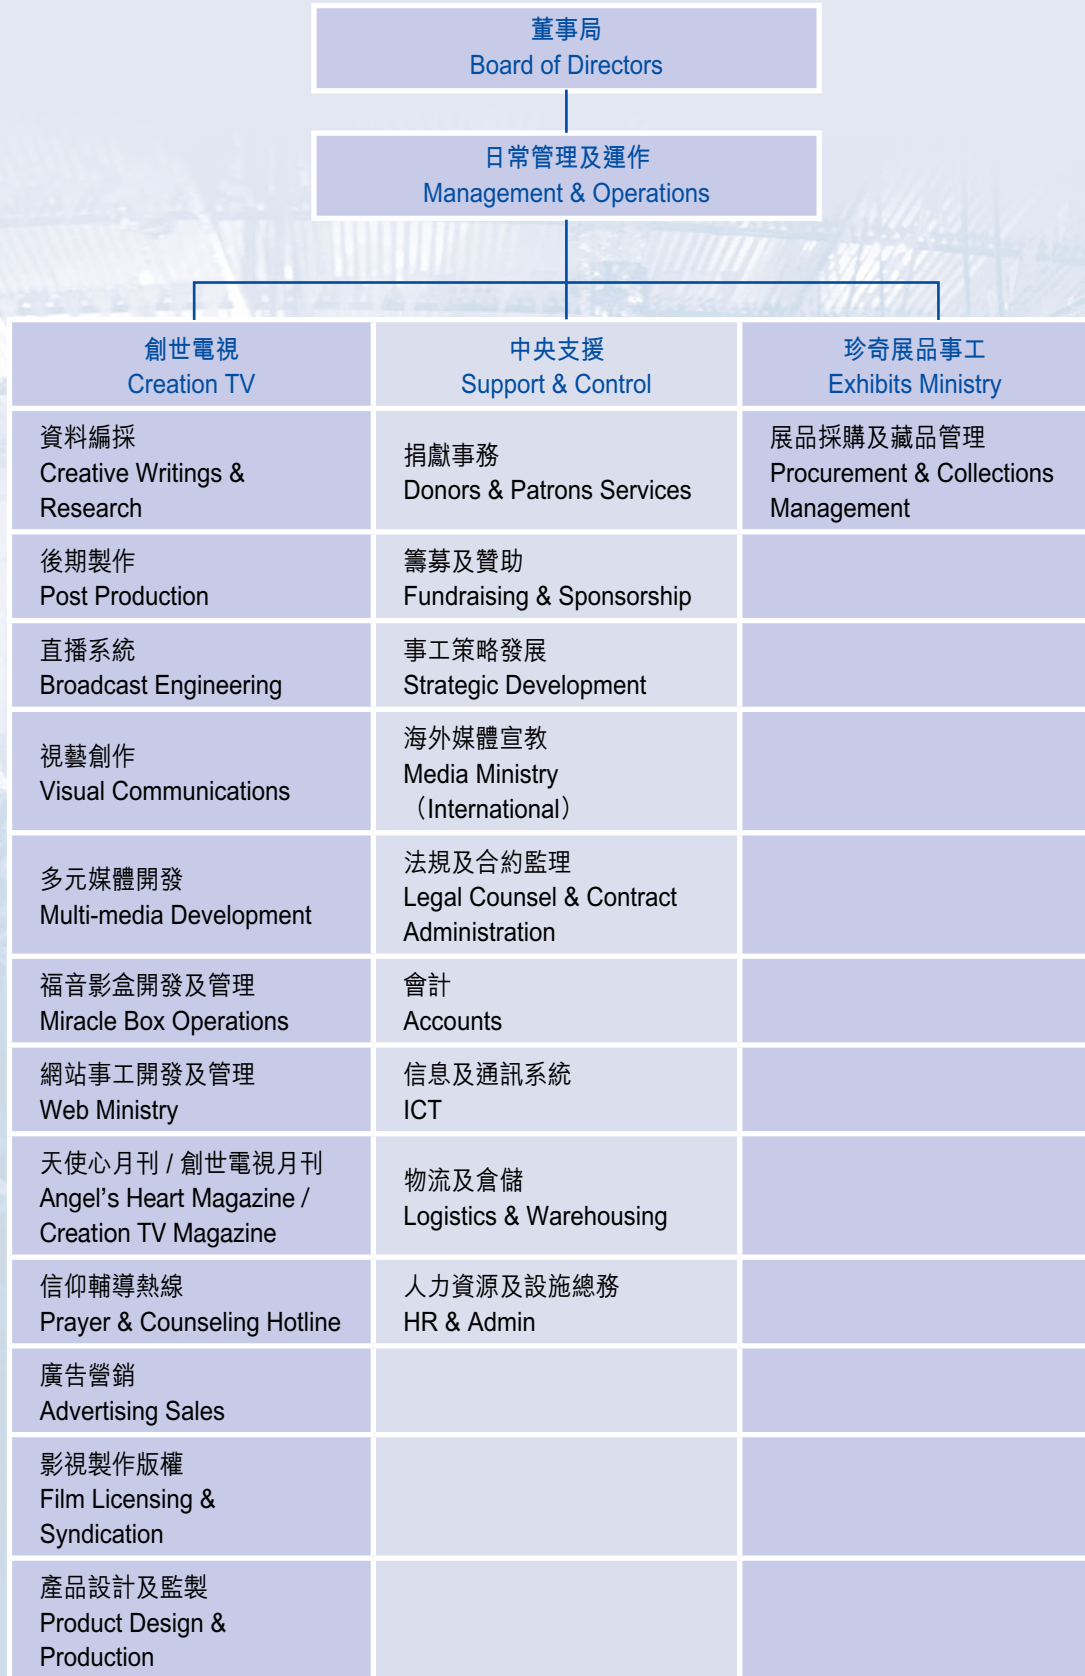 董事局
Board of Directors
日常管理及運作
Management & Operations
創世電視
Creation TV
中央支援
Support & Control
珍奇展品事工
Exhibits Ministry
資料編採
Creative Writings &
Research
捐獻事務
Donors & Patrons Services
展品採購及藏品管理
Procurement & Collections
Management
後期製作
Post Production
籌募及贊助
Fundraising & Sponsorship
直播系統
Broadcast Engineering
事工策略發展
Strategic Development
視藝創作
Visual Communications
海外媒體宣教
Media Ministry
（International）
多元媒體開發
Multi-media Development
法規及合約監理
Legal Counsel & Contract
Administration
福音影盒開發及管理
Miracle Box Operations
會計
Accounts
網站事工開發及管理
Web Ministry
信息及通訊系統
ICT
天使心月刊 / 創世電視月刊
Angel’s Heart Magazine /
Creation TV Magazine
物流及倉儲
Logistics & Warehousing
信仰輔導熱線
Prayer & Counseling Hotline
人力資源及設施總務
HR & Admin
廣告營銷
Advertising Sales
影視製作版權
Film Licensing &
Syndication
產品設計及監製
Product Design &
Production